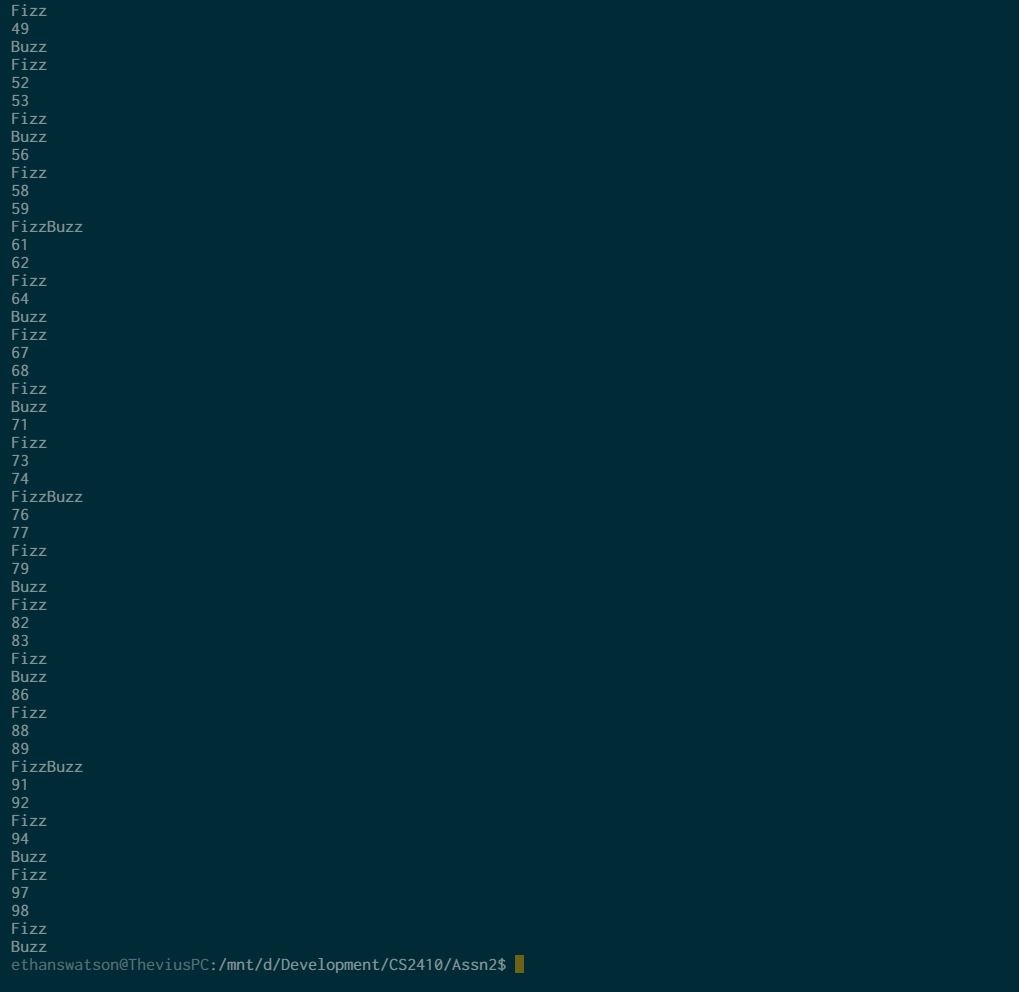 Fizz
49
Buzz
Fizz
52
53
Fizz
Buzz
56
Fizz
58
59
FizzBuzz
61
62
Fizz
64
Buzz
Fizz
67
68
Fizz
Buzz
71
Fizz
73
74
FizzBuzz
76
77
Fizz
79
Buzz
Fizz
82
83
Fizz
Buzz
86
Fizz
88
89
FizzBuzz
91
92
Fizz
94
Buzz
Fizz
97
98
Fizz
Buzz
ethanswatson@TheviusPC:/mnt/d/Development/CS2410/Assn2$